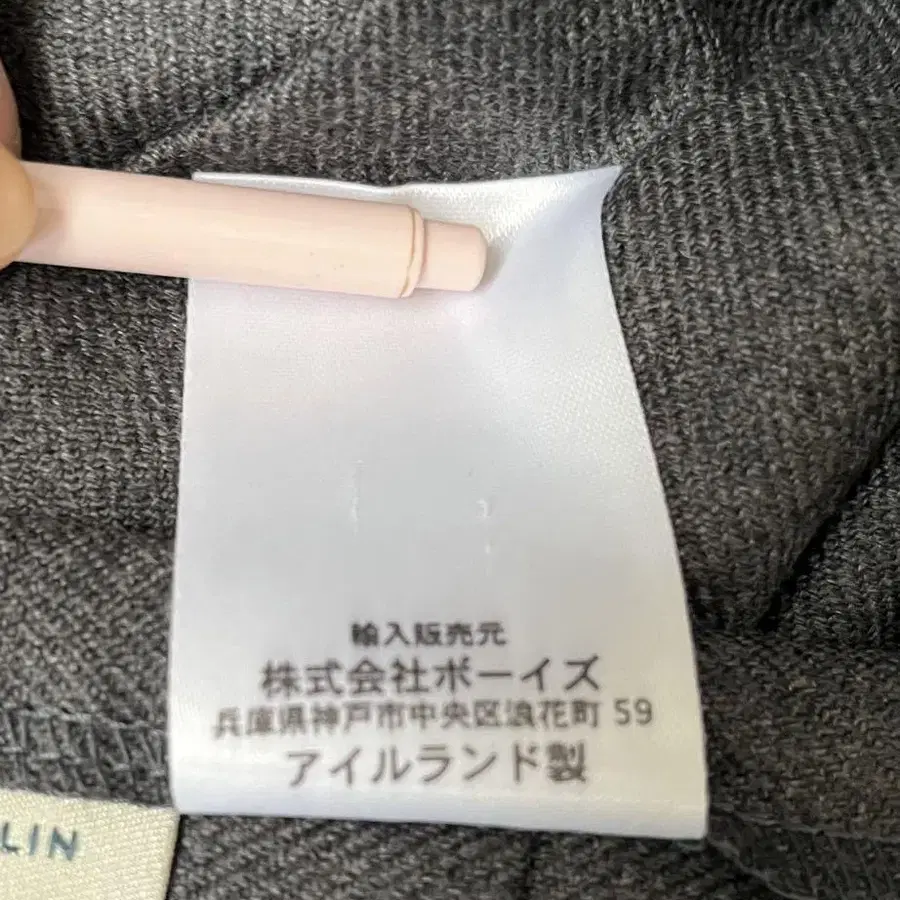 輸入販売元
株式会社ボーイズ
兵庫県神戸市中央区浪花町 59
アイルランド製
LIN